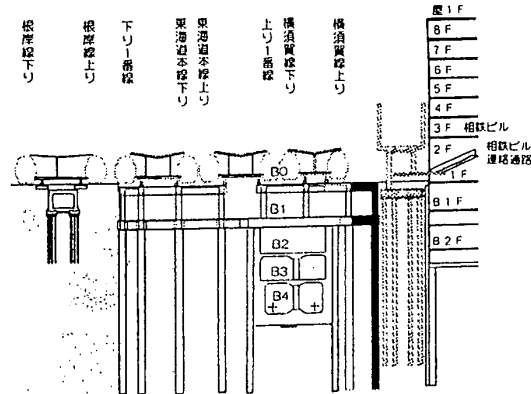 根岸線下り
根岸線上り
下り1番線
東海道本線下り
東海道本線上り
上り1番線
横須賀線下り
横須賀線上り
屋1F
8F
7F
6F
5F
4F
3F 相鉄ビル
2F 相鉄ビル
連絡通路
1F
B1F
B2F
B0
B1
B2
B3
B4